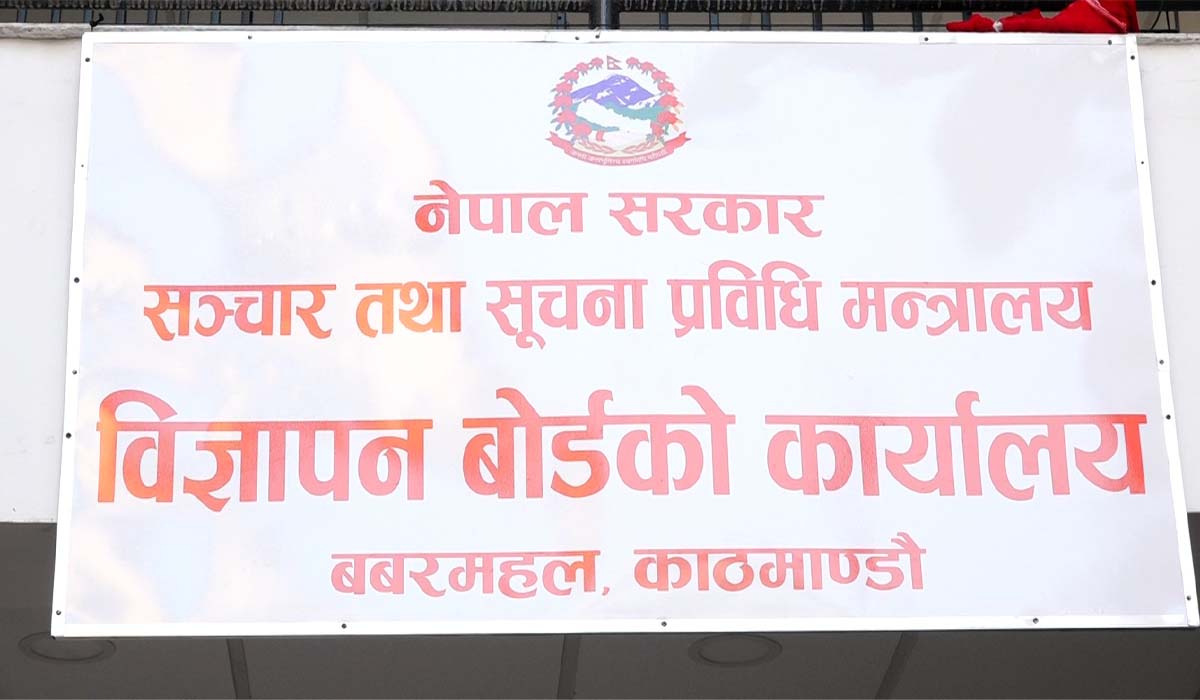 नेपाल सरकार
सञ्चार तथा सूचना प्रविधि मन्त्रालय
विज्ञापन बोर्डको कार्यालय
बबरमहल, काठमाण्डौ